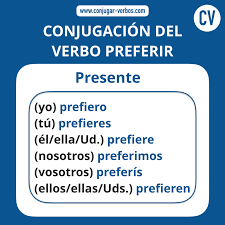 www.conjugar-verbos.com
CV
CONJUGACIÓN DEL
VERBO PREFERIR
Presente
(yo) prefiero
(tú) prefieres
(él/ella/Ud.) prefiere
(nosotros) preferimos
(vosotros) preferís
(ellos/ellas/Uds.) prefieren